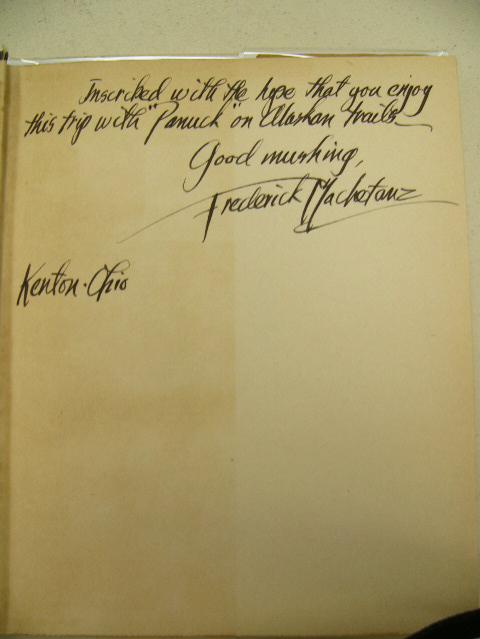 Inscribed with the hope that you enjoy
this trip with "Panuck" on Alaskan trails—
Good mushing,
Frederick Machetanz
Kenton · Ohio